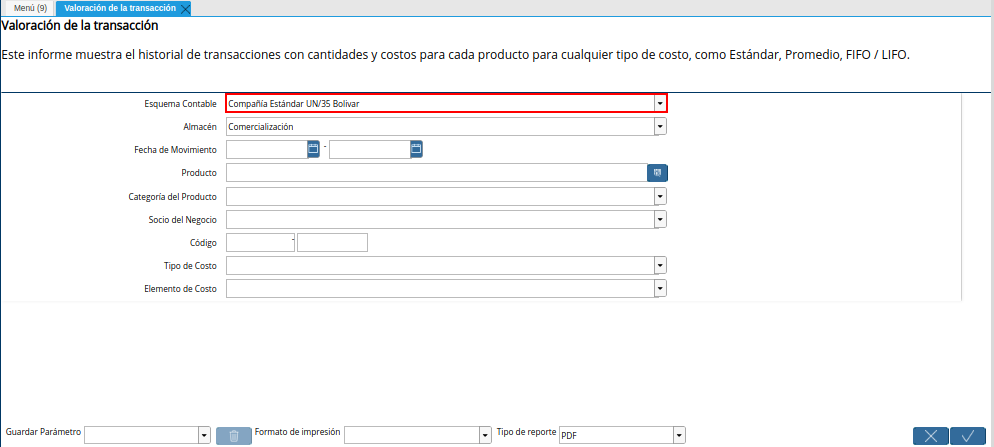 Menú (9) Valoración de la transacción
Valoración de la transacción
Este informe muestra el historial de transacciones con cantidades y costos para cada producto para cualquier tipo de costo, como Estándar, Promedio, FIFO / LIFO.
Esquema Contable Compañía Estándar UN/35 Bolivar
Almacén Comercialización
Fecha de Movimiento -
Producto
Categoría del Producto
Socio del Negocio
Código -
Tipo de Costo
Elemento de Costo
Guardar Parámetro Formato de impresión Tipo de reporte PDF